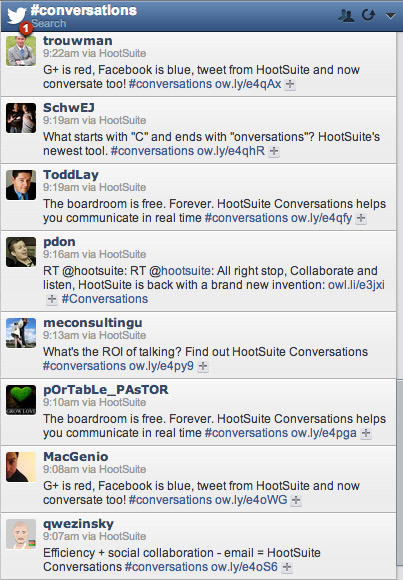 #conversations
Search
1
trouwman
9:22am via HootSuite
G+ is red, Facebook is blue, tweet from HootSuite and now
conversate too! #conversations ow.ly/e4qAx
SchwEJ
9:19am via HootSuite
What starts with "C" and ends with "onversations"? HootSuite's
newest tool. #conversations ow.ly/e4qhR
ToddLay
9:19am via HootSuite
The boardroom is free. Forever. HootSuite Conversations helps
you communicate in real time #conversations ow.ly/e4qfy
pdon
9:16am via HootSuite
RT @hootsuite: RT @hootsuite: All right stop, Collaborate and
listen, HootSuite is back with a brand new invention: owl.li/e3jxi
#Conversations
meconsultingu
9:13am via HootSuite
What's the ROI of talking? Find out HootSuite Conversations
#conversations ow.ly/e4py9
GROW LOVE
pOrTabLe_PAsTOR
9:10am via HootSuite
The boardroom is free. Forever. HootSuite Conversations helps
you communicate in real time #conversations ow.ly/e4pga
MacGenio
9:08am via HootSuite
G+ is red, Facebook is blue, tweet from HootSuite and now
conversate too! #conversations ow.ly/e4oWG
qwezinsky
9:07am via HootSuite
Efficiency + social collaboration - email = HootSuite
Conversations #conversations ow.ly/e4oS6